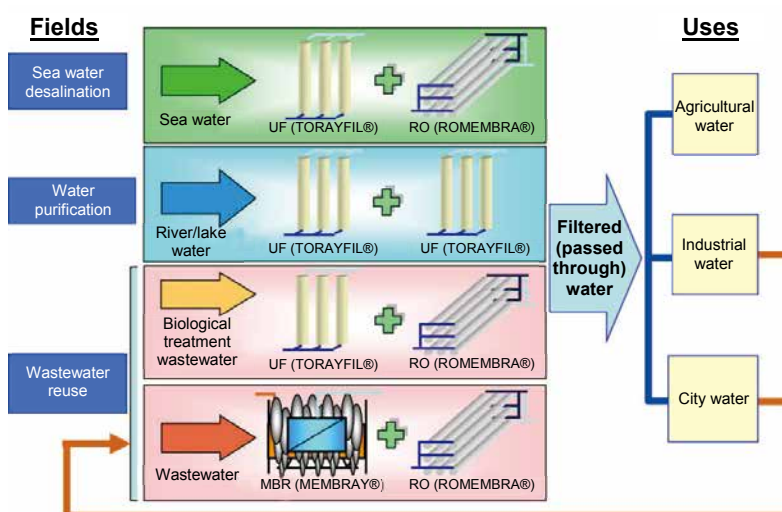 Fields
Uses
Sea water
desalination
Sea water
UF (TORAYFIL®)
RO (ROMEMBRA®)
Water
purification
River/lake
water
UF (TORAYFIL®)
UF (TORAYFIL®)
Wastewater
reuse
Biological
treatment
wastewater
UF (TORAYFIL®)
RO (ROMEMBRA®)
Wastewater
MBR (MEMBRAY®)
RO (ROMEMBRA®)
Filtered
(passed
through)
water
Agricultural
water
Industrial
water
City water